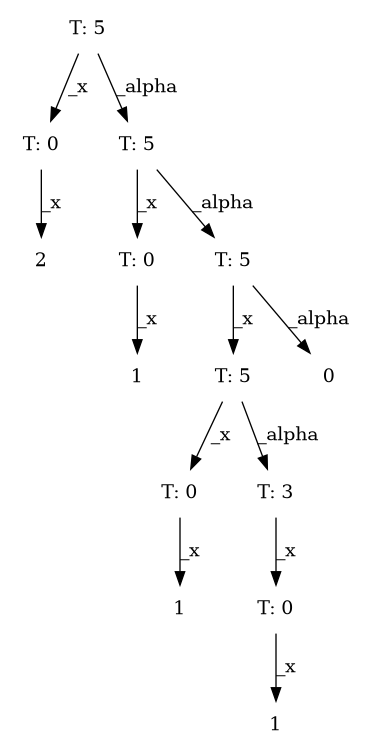 T: 5
_x _alpha
T: 0 T: 5
_x _x _alpha
2 T: 0 T: 5
_x _x _alpha
1 T: 5 0
_x _alpha
T: 0 T: 3
_x _x
1 T: 0
_x
1